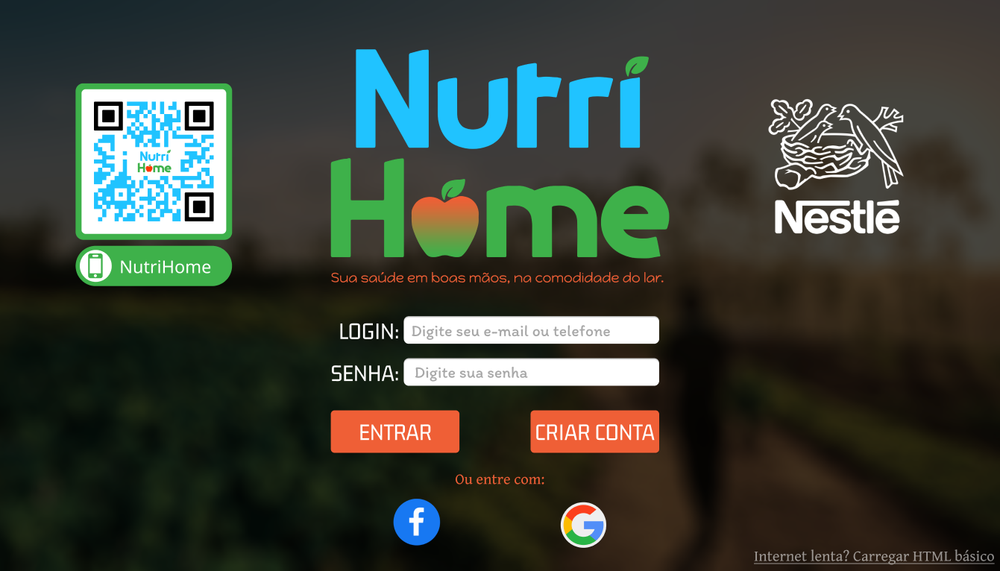 Nutri
Home
Sua saúde em boas mãos, na comodidade do lar.
Nutri
Home
NutriHome
Nestlé
LOGIN: Digite seu e-mail ou telefone
SENHA: Digite sua senha
ENTRAR
CRIAR CONTA
Ou entre com:
Internet lenta? Carregar HTML básico